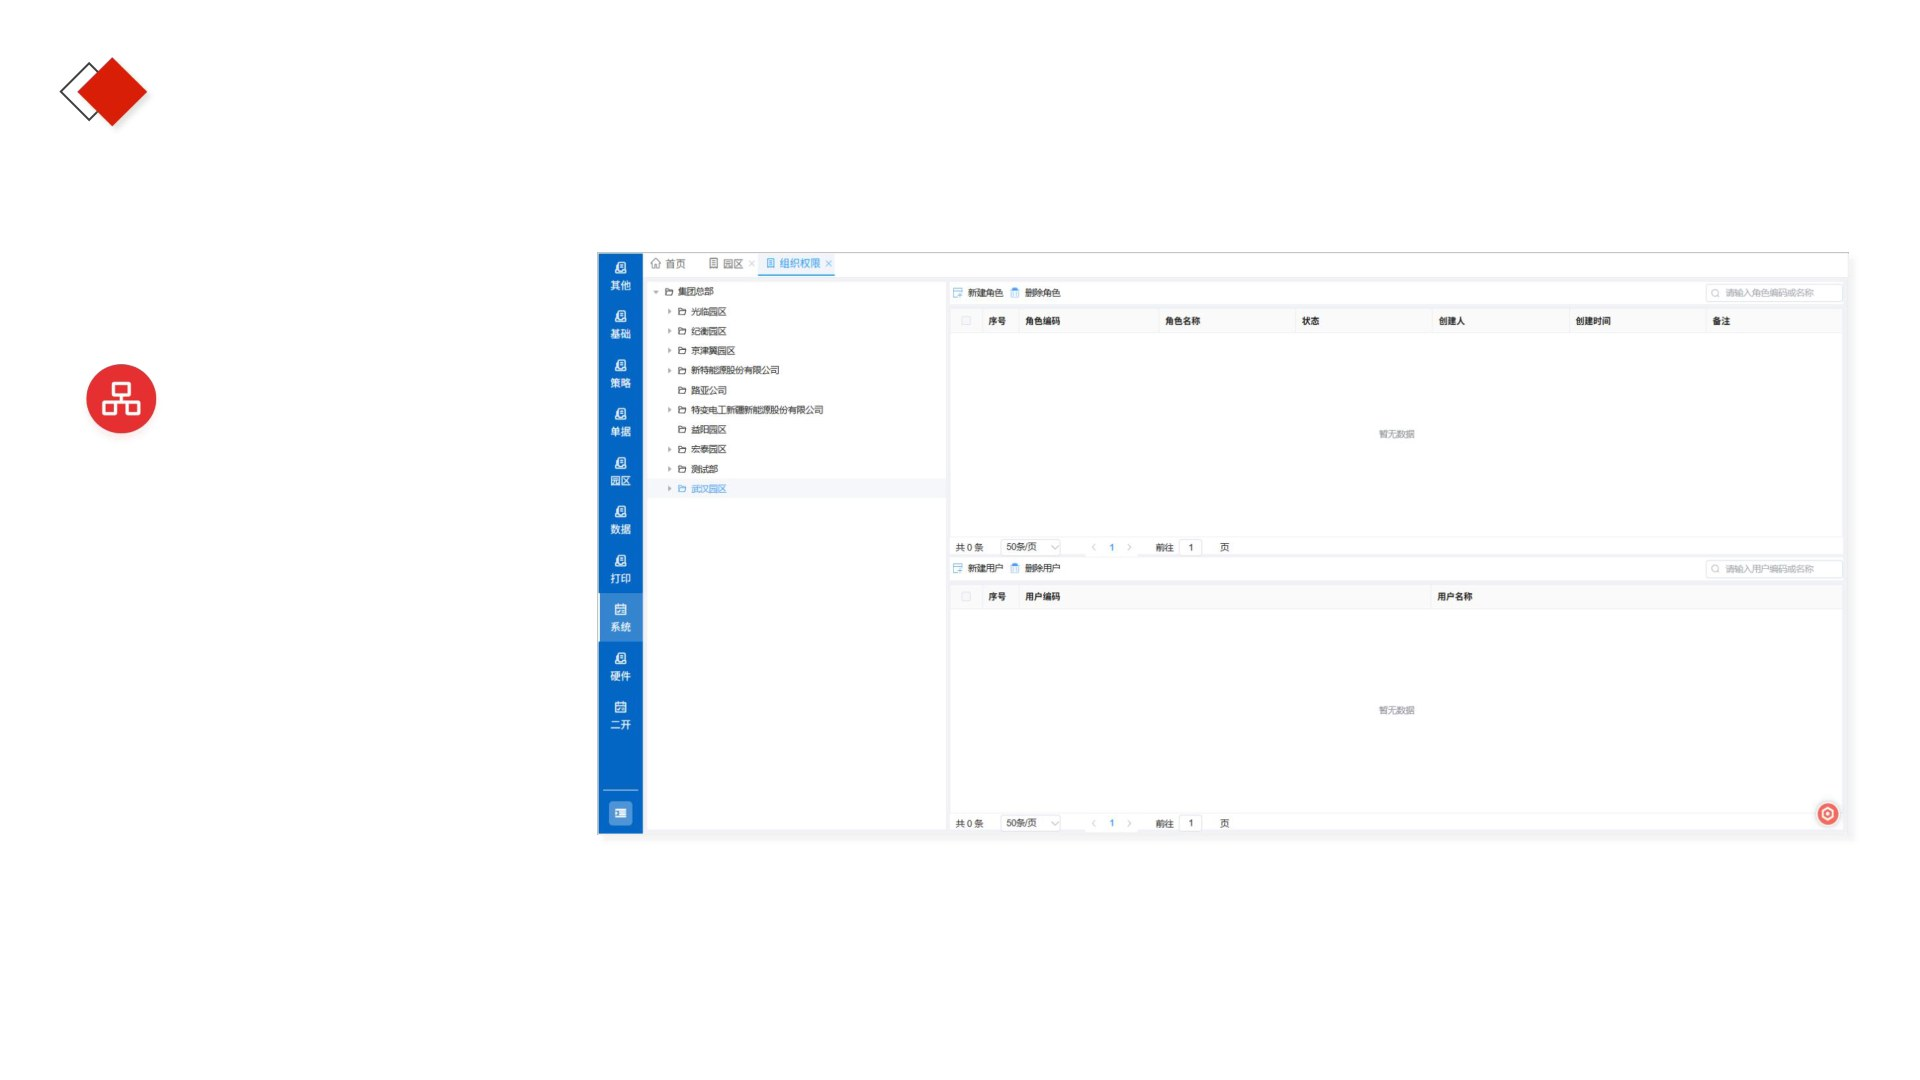 首页
园区
组织权限
其他
基础
策略
单据
园区
数据
打印
系统
硬件
二开
集团总部
光临园区
纪衡园区
京津冀园区
新特能源股份有限公司
路亚公司
特变电工新疆新能源股份有限公司
益阳园区
宏泰园区
测试部
武汉园区
新建角色 删除角色
请输入角色编码或名称
序号 角色编码 角色名称 状态 创建人 创建时间 备注
暂无数据
共 0 条 50条/页 1 前往 1 页
新建用户 删除用户
请输入用户编码或名称
序号 用户编码 用户名称
暂无数据
共 0 条 50条/页 1 前往 1 页